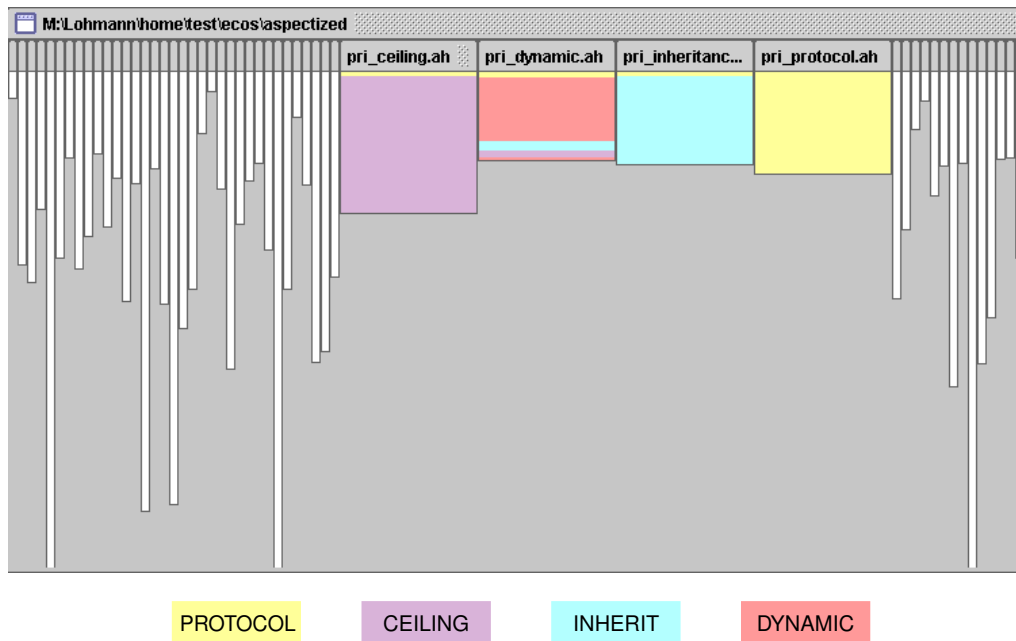 M:\Lohmann\home\test\ecos\aspectized
pri_ceiling.ah pri_dynamic.ah pri_inheritanc... pri_protocol.ah
PROTOCOL CEILING INHERIT DYNAMIC